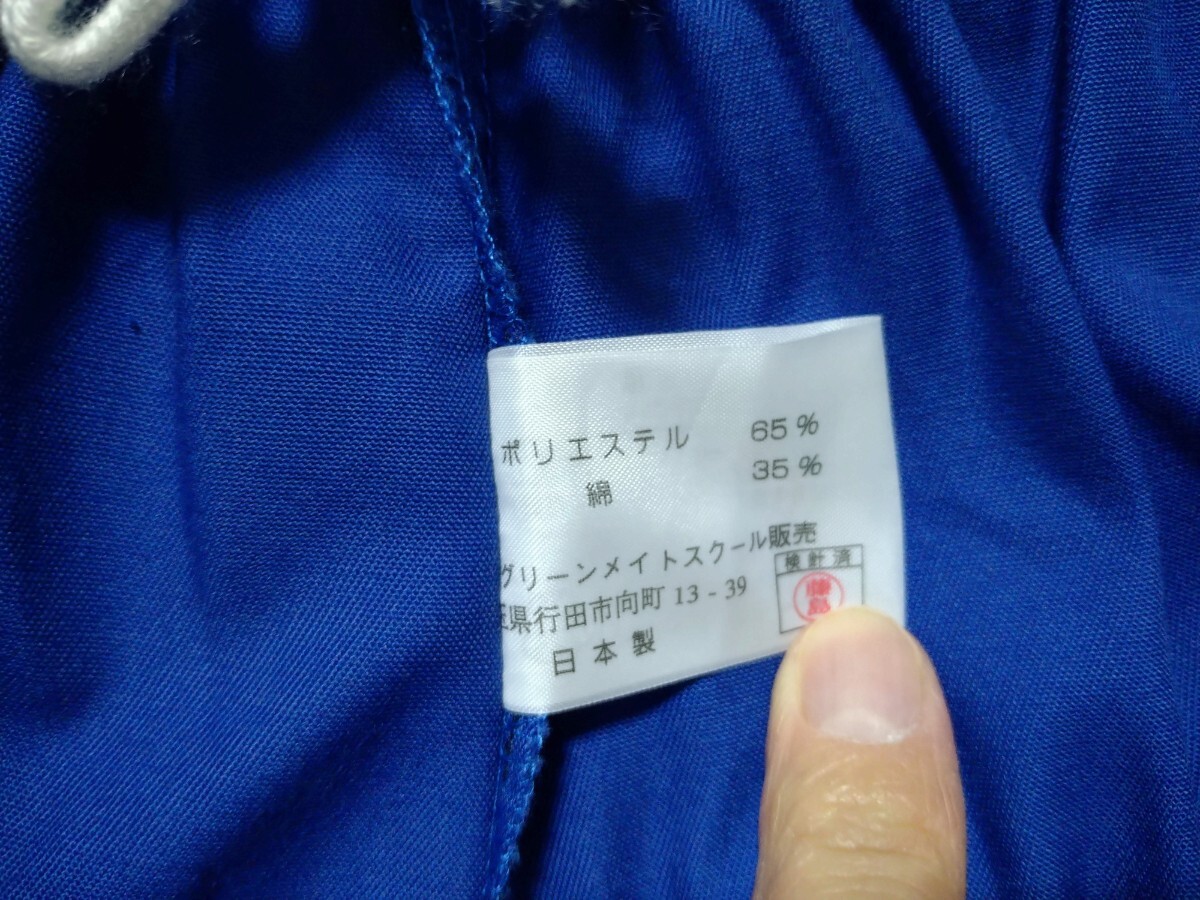 ポリエステル 65%
綿 35%
グリーンメイトスクール販売
県行田市向町 13-39
日本製
検針済